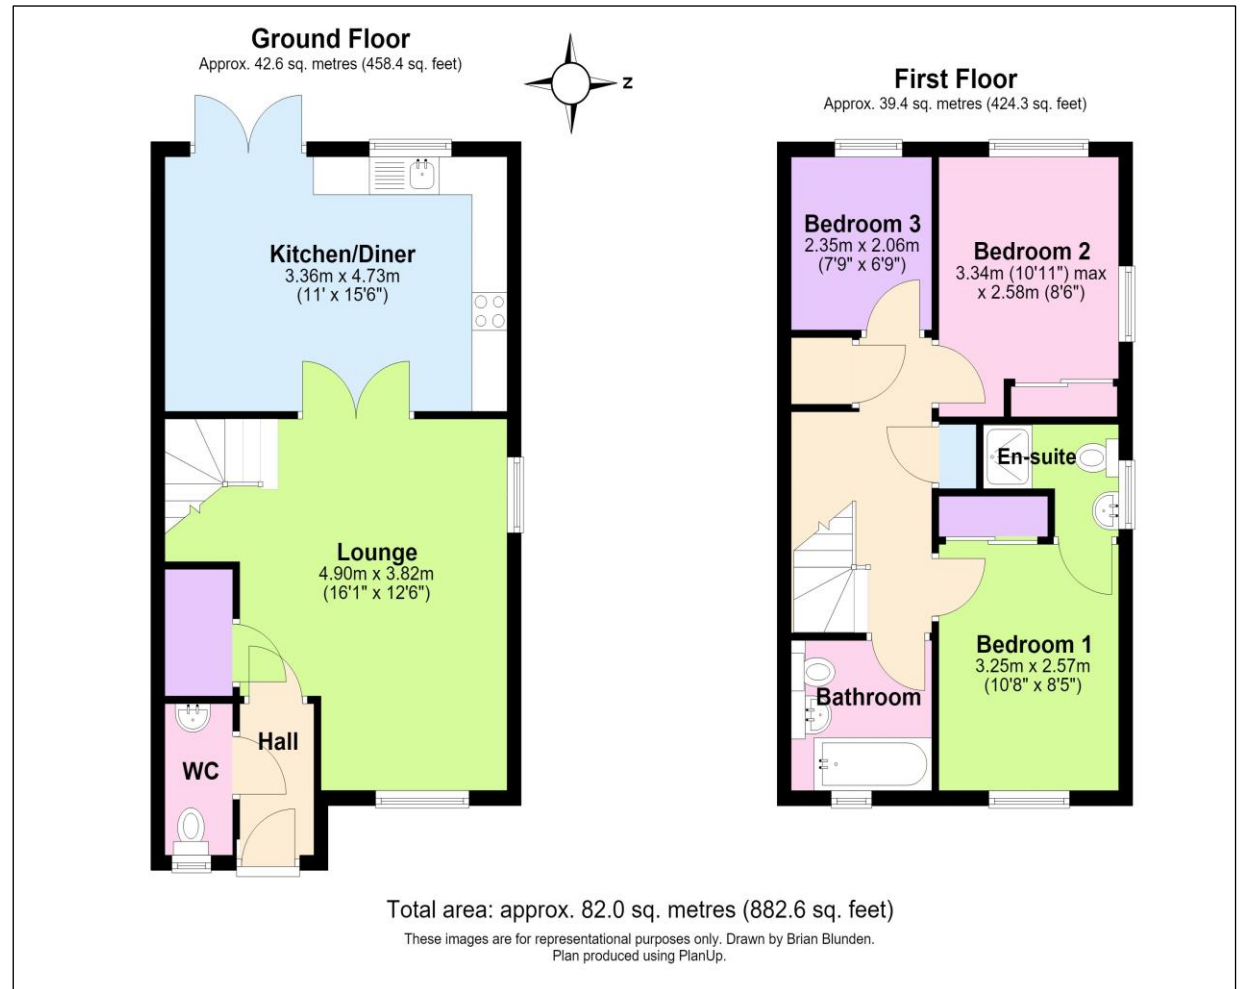 Ground Floor
Approx. 42.6 sq. metres (458.4 sq. feet)
Z
First Floor
Approx. 39.4 sq. metres (424.3 sq. feet)
Kitchen/Diner
3.36m x 4.73m
(11' x 15'6")
Lounge
4.90m x 3.82m
(16'1" x 12'6")
Hall
WC
Bedroom 3
2.35m x 2.06m
(7'9" x 6'9")
Bedroom 2
3.34m (10'11") max
x 2.58m (8'6")
En-suite
Bedroom 1
3.25m x 2.57m
(10'8" x 8'5")
Bathroom
Total area: approx. 82.0 sq. metres (882.6 sq. feet)
These images are for representational purposes only. Drawn by Brian Blunden.
Plan produced using PlanUp.